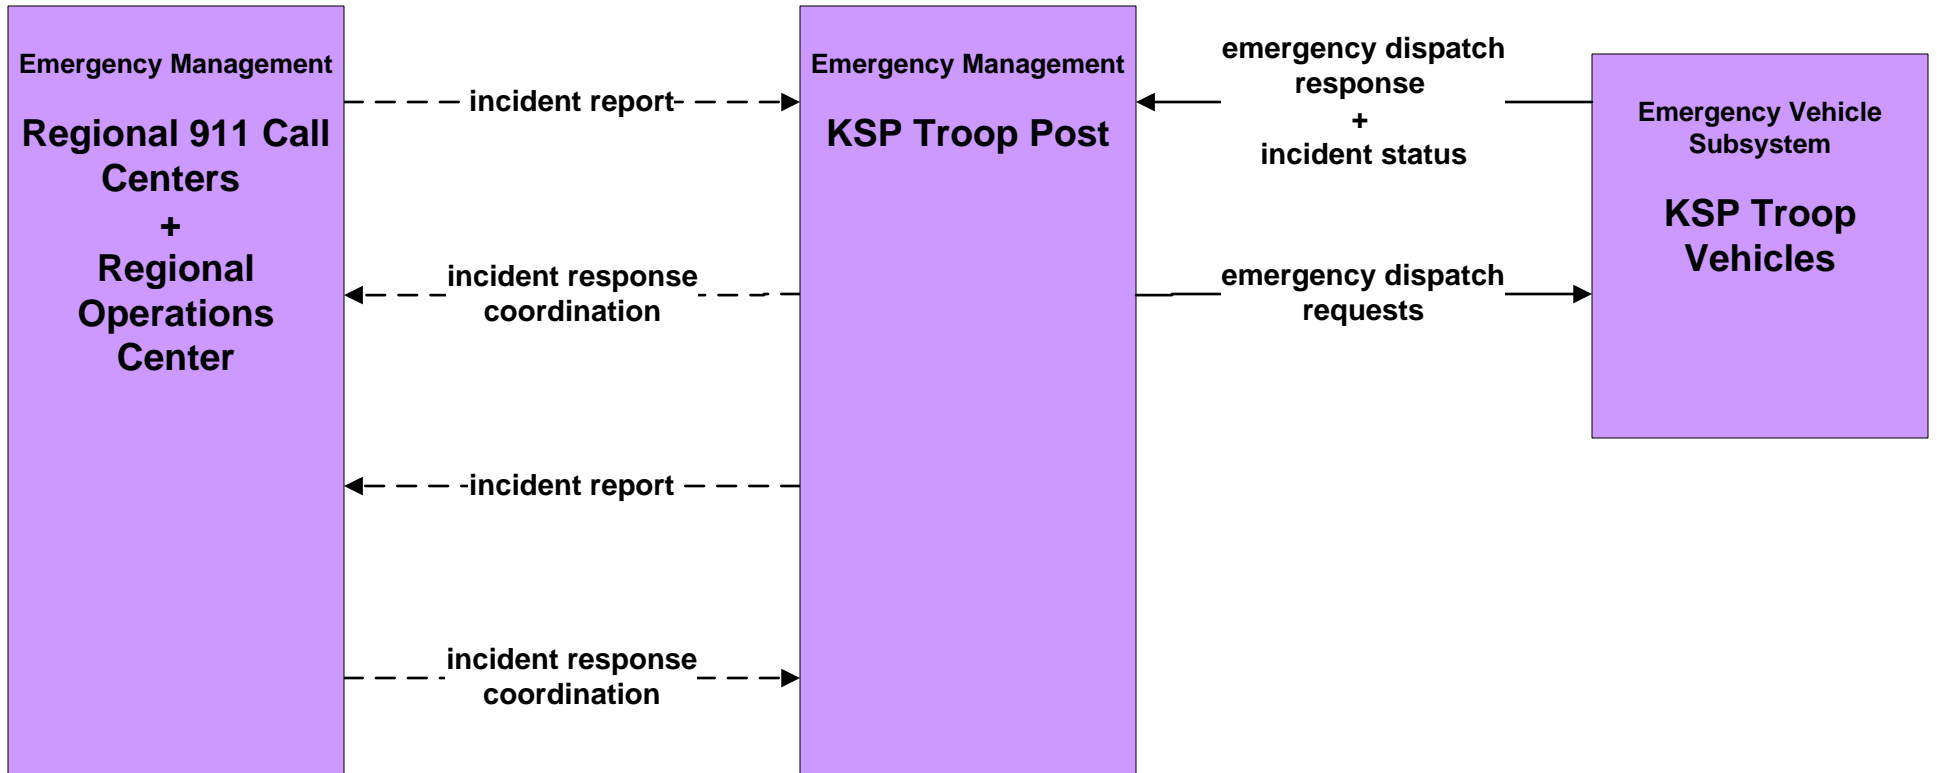 Emergency Management
Regional 911 Call
Centers
+
Regional
Operations
Center
incident report
incident response
coordination
incident report
incident response
coordination
Emergency Management
KSP Troop Post
emergency dispatch
response
+
incident status
emergency dispatch
requests
Emergency Vehicle
Subsystem
KSP Troop
Vehicles